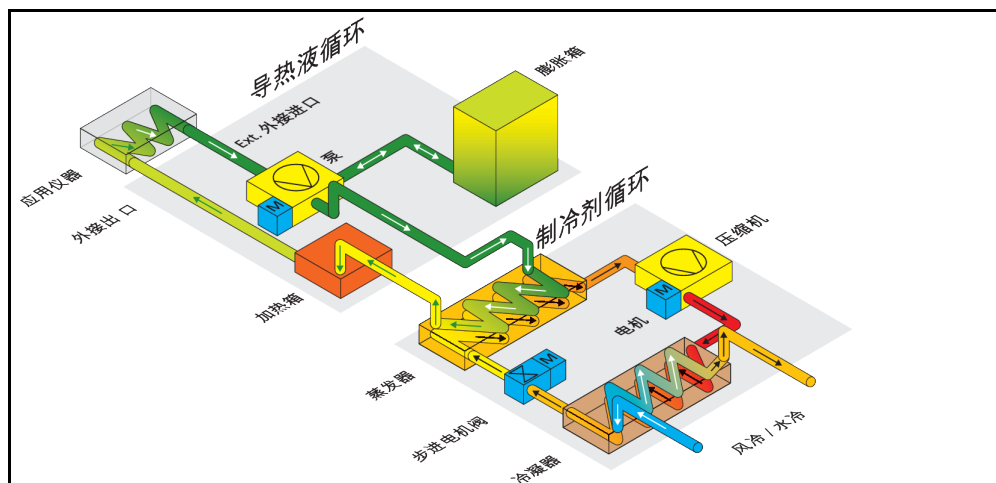 导热液循环
膨胀箱
Ext. 外接进口
泵
应用仪器
M
外接出口
制冷剂循环
压缩机
加热箱
M
电机
M
蒸发器
步进电机阀
风冷 / 水冷
冷凝器